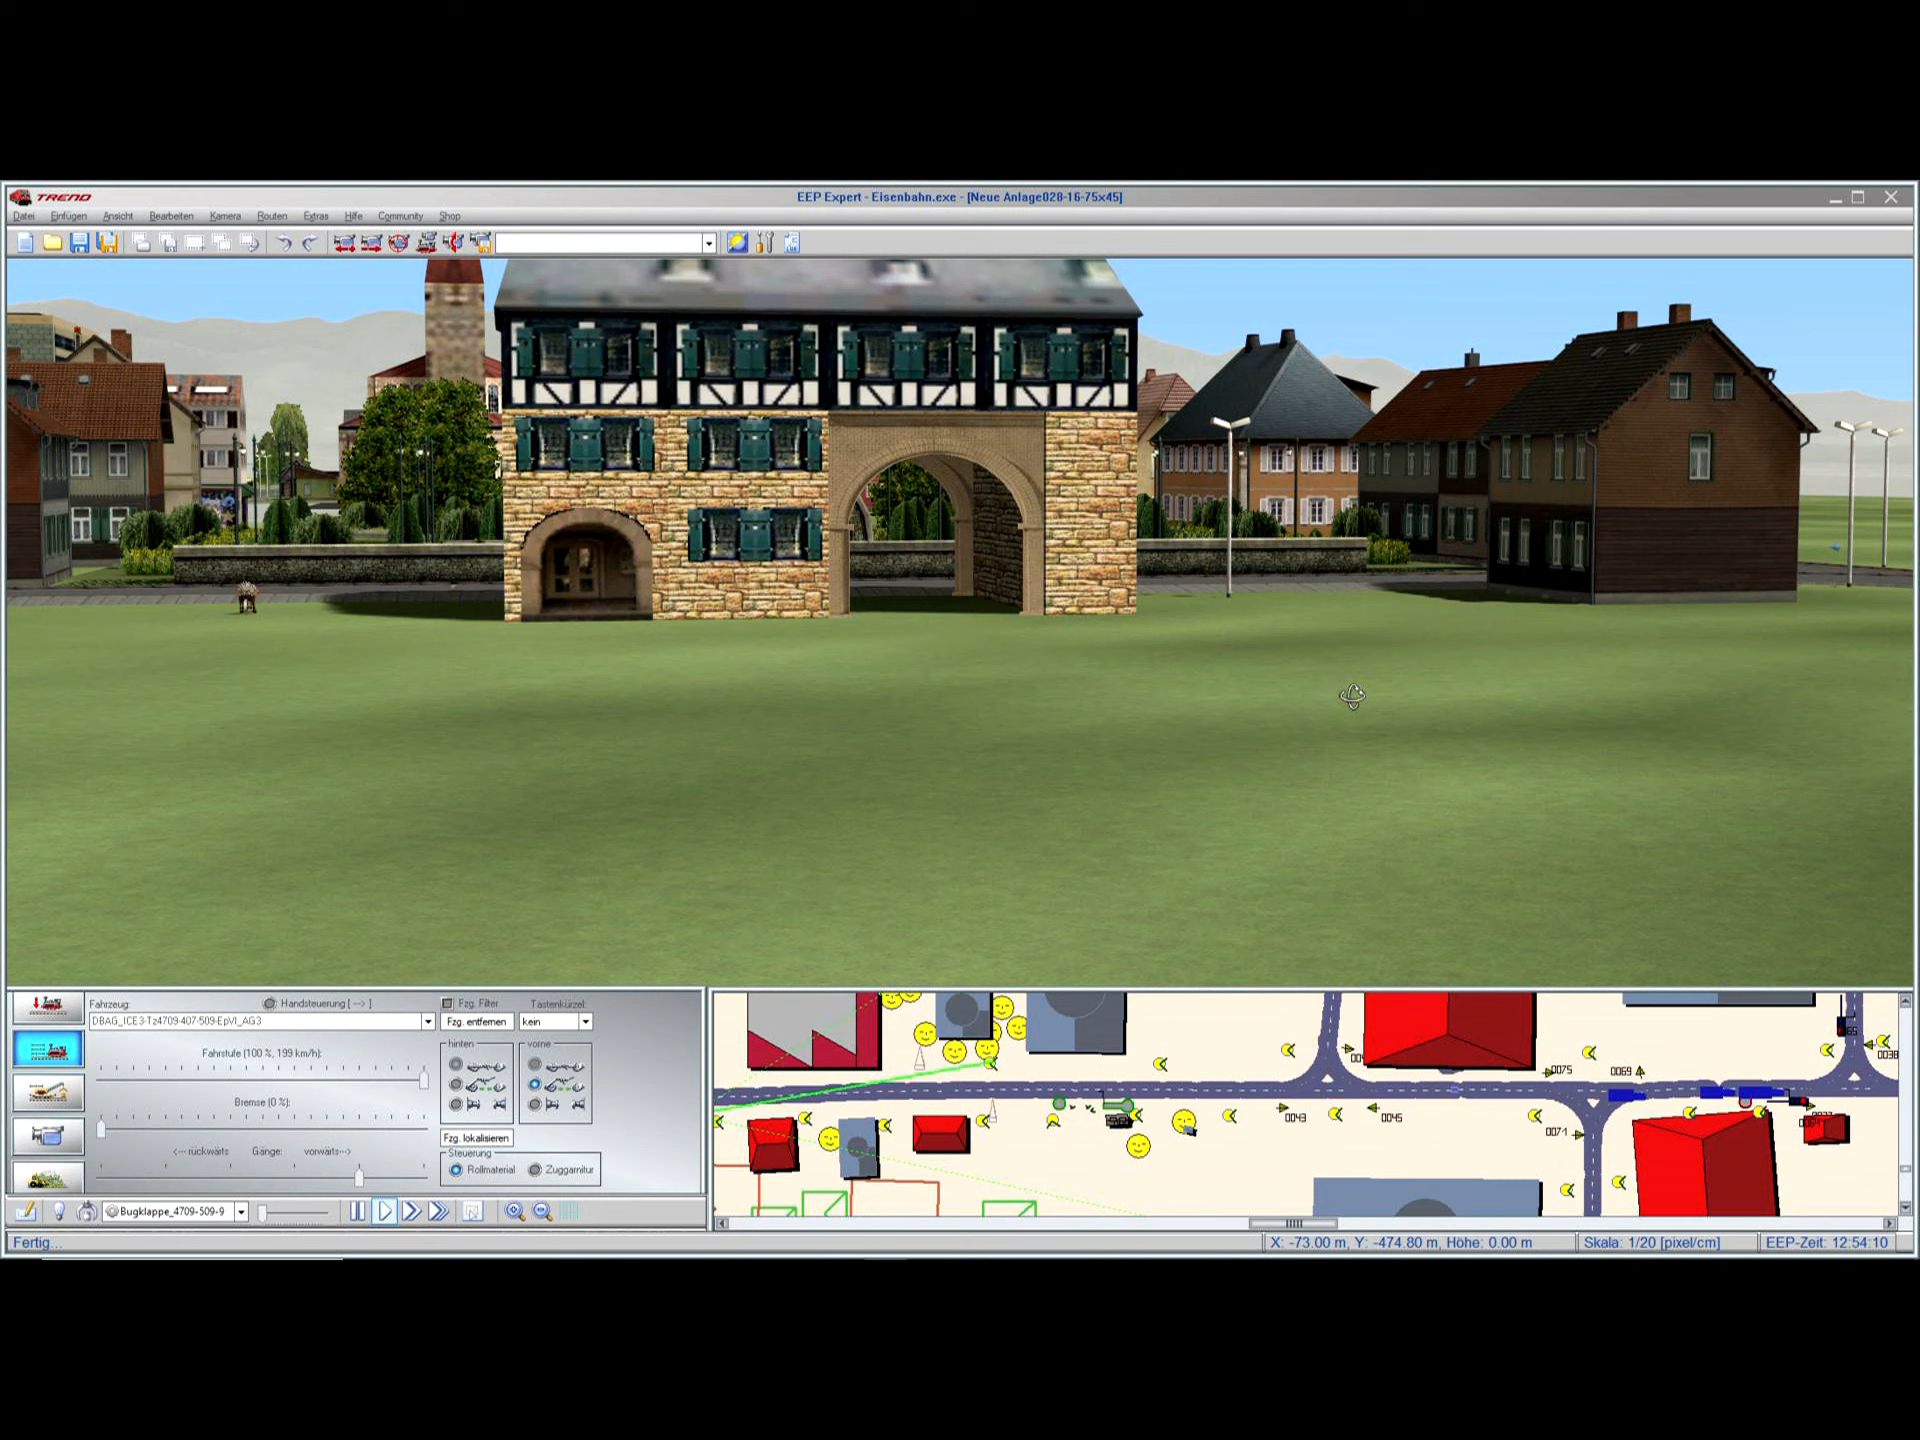 TREND
EEP Expert - Eisenbahn.exe - [Neue Anlage028-16-75x45]
Datei Einfügen Ansicht Bearbeiten Kamera Routen Extras Hilfe Community Shop
Fahrzeug:
Handsteuerung [ --> ]
DBAG_ICE3-Tz4709-407-509-EpVI_AG3
Fahrstufe (100 %, 199 km/h):
Bremse (0 %):
<--- rückwärts Gänge: vorwärts--->
Fzg. Filter
Tastenkürzel:
Fzg. entfernen
kein
hinten
vorne
Fzg. lokalisieren
Steuerung
Rollmaterial
Zuggarnitur
Bugklappe_4709-509-9
0075
0069
0038
0043
0045
0071
Fertig...
X: -73.00 m, Y: -474.80 m, Höhe: 0.00 m
Skala: 1/20 [pixel/cm]
EEP-Zeit: 12:54:10